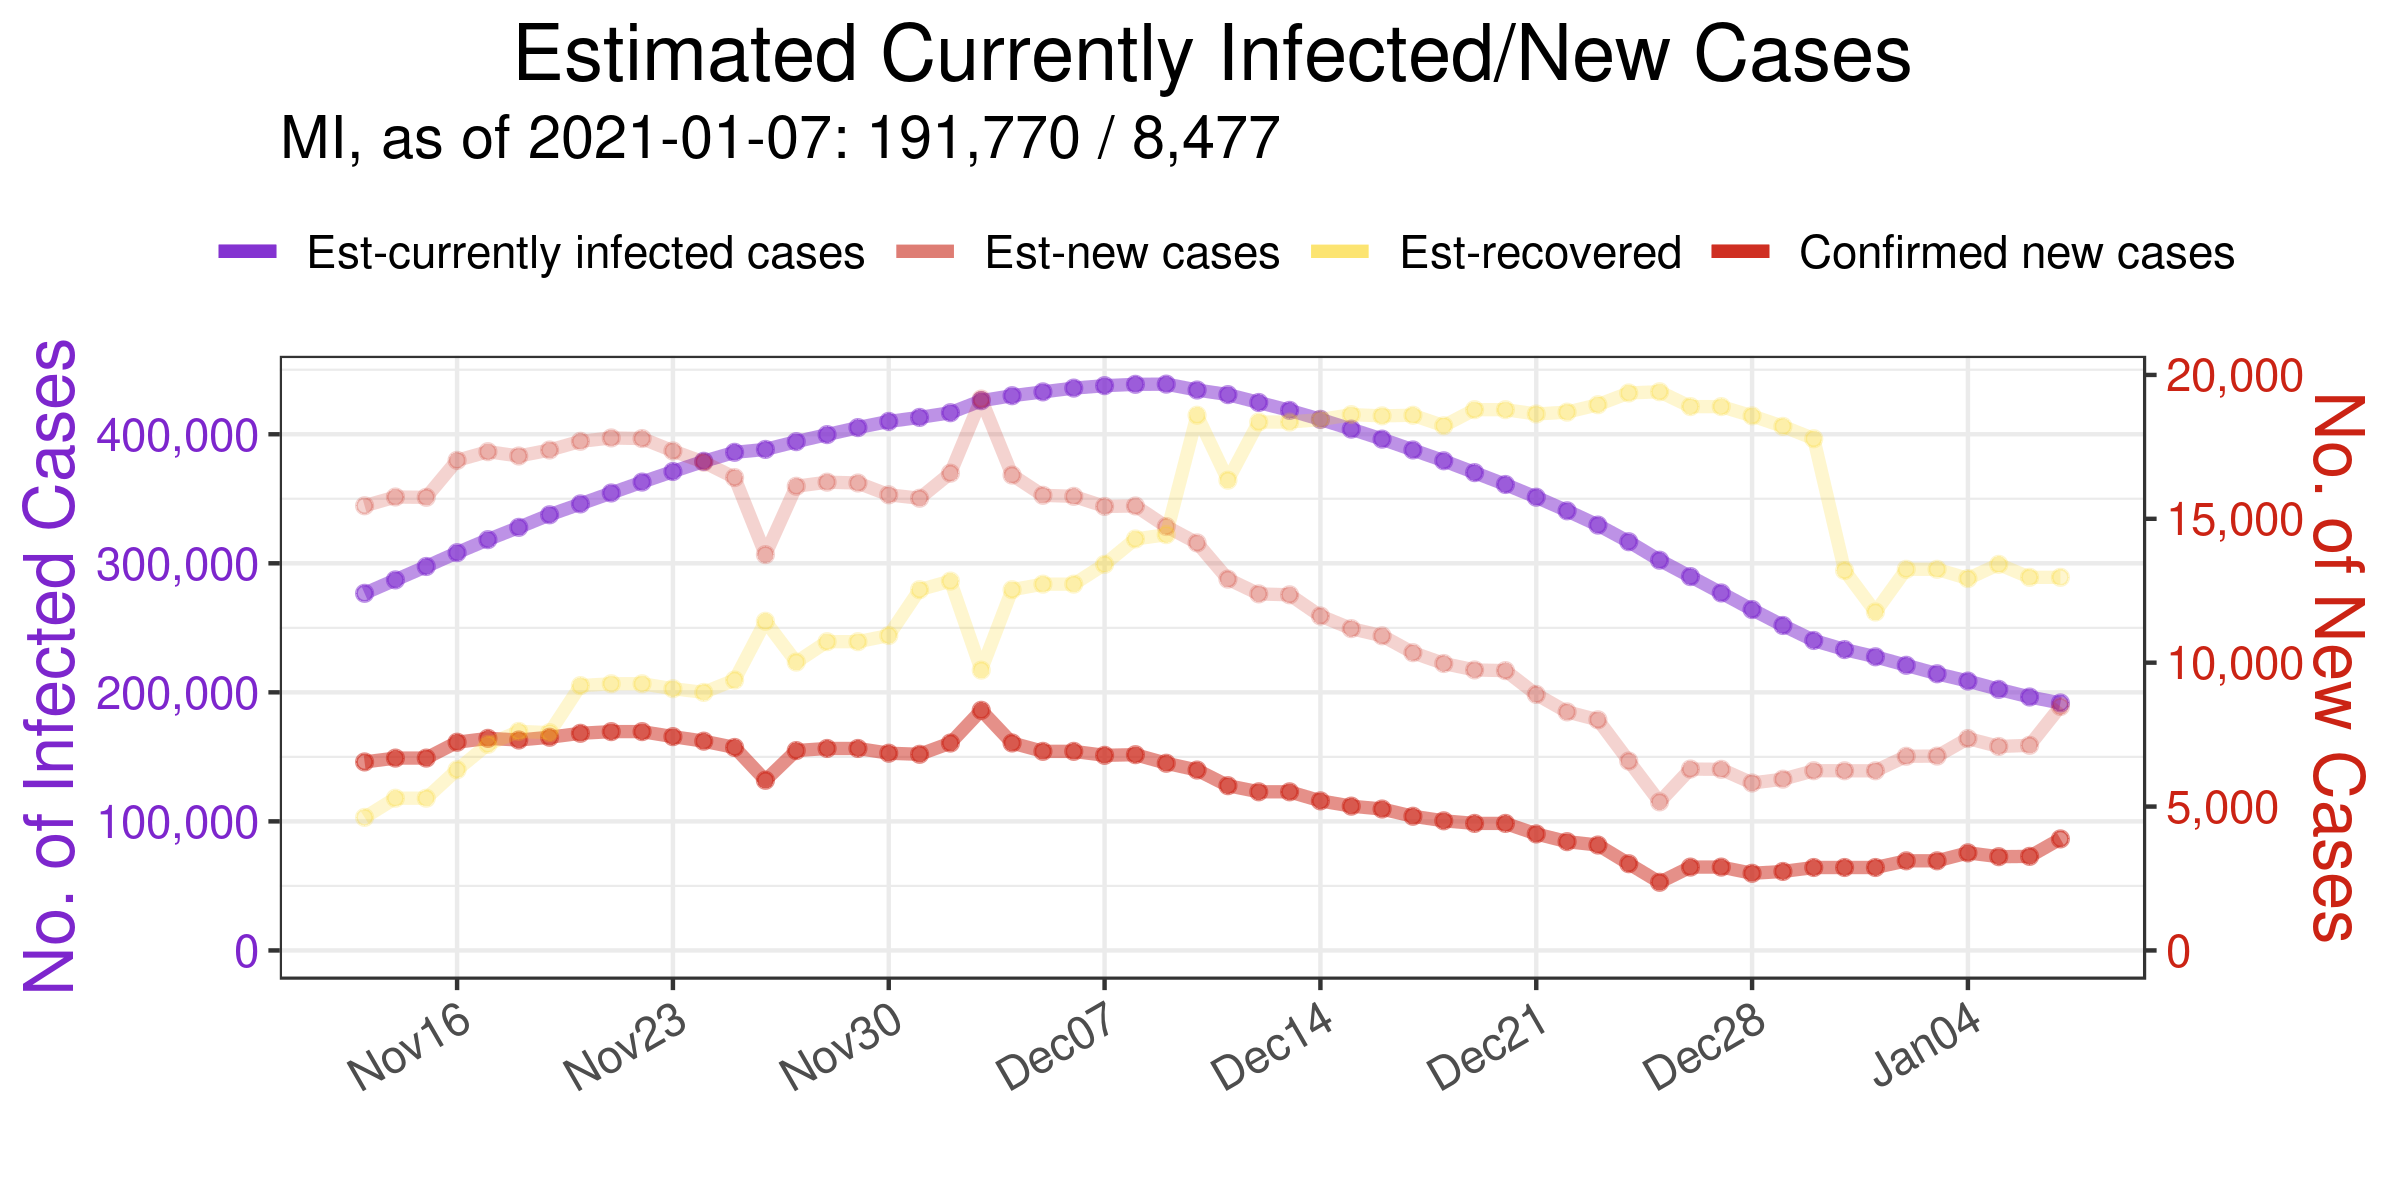 Estimated Currently Infected/New Cases
MI, as of 2021-01-07: 191,770 / 8,477
Est-currently infected cases Est-new cases Est-recovered Confirmed new cases
No. of Infected Cases
400,000
300,000
200,000
100,000
0
20,000
15,000
10,000
5,000
0
No. of New Cases
Nov16 Nov23 Nov30 Dec07 Dec14 Dec21 Dec28 Jan04